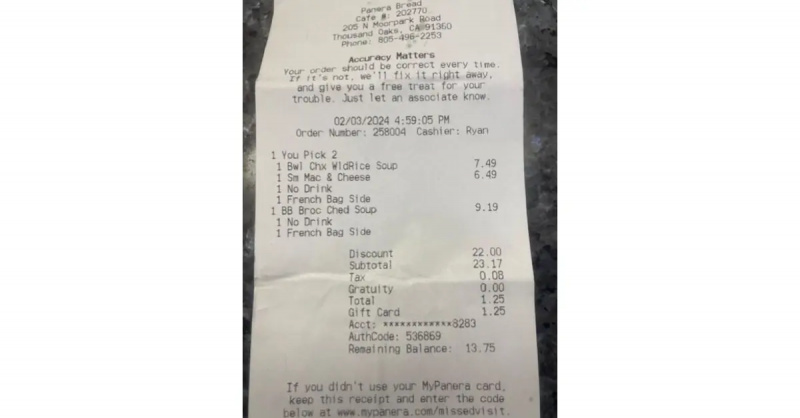 Panera Bread
Cafe #: 202770
205 N Moorpark Road
Thousand Oaks, CA 91360
Phone: 805-496-2253
Accuracy Matters
Your order should be correct every time.
If it's not, we'll fix it right away,
and give you a free treat for your
trouble. Just let an associate know.
02/03/2024 4:59:05 PM
Order Number: 258004 Cashier: Ryan
1 You Pick 2
1 Bwl Chx WldRice Soup 7.49
1 Sm Mac & Cheese 6.49
1 No Drink
1 French Bag Side
1 BB Broc Ched Soup 9.19
1 No Drink
1 French Bag Side
Discount 22.00
Subtotal 23.17
Tax 0.08
Gratuity 0.00
Total 1.25
Gift Card 1.25
Acct: ************8283
AuthCode: 536869
Remaining Balance: 13.75
If you didn't use your MyPanera card,
keep this receipt and enter the code
below at www.mypanera.com/missedvisit.